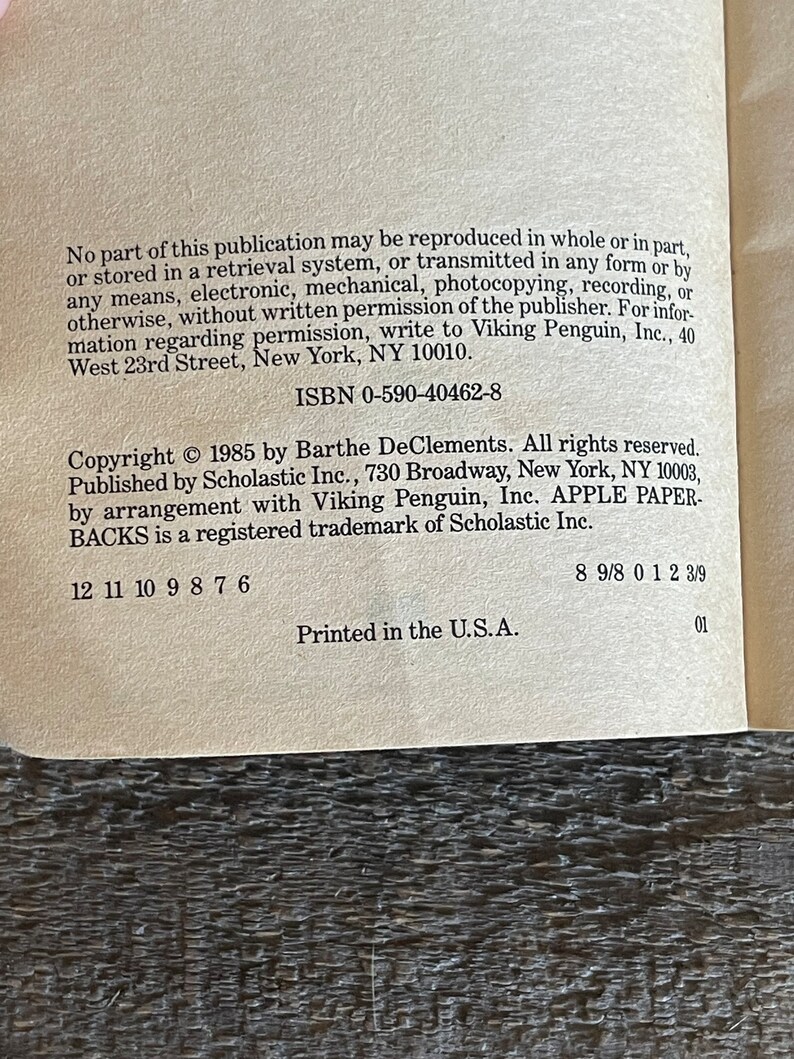 No part of this publication may be reproduced in whole or in part,
or stored in a retrieval system, or transmitted in any form or by
any means, electronic, mechanical, photocopying, recording, or
otherwise, without written permission of the publisher. For infor-
mation regarding permission, write to Viking Penguin, Inc., 40
West 23rd Street, New York, NY 10010.
ISBN 0-590-40462-8
Copyright © 1985 by Barthe DeClements. All rights reserved.
Published by Scholastic Inc., 730 Broadway, New York, NY 10003,
by arrangement with Viking Penguin, Inc. APPLE PAPER-
BACKS is a registered trademark of Scholastic Inc.
12 11 10 9 8 7 6 8 9/8 0 1 2 3/9
Printed in the U.S.A. 01